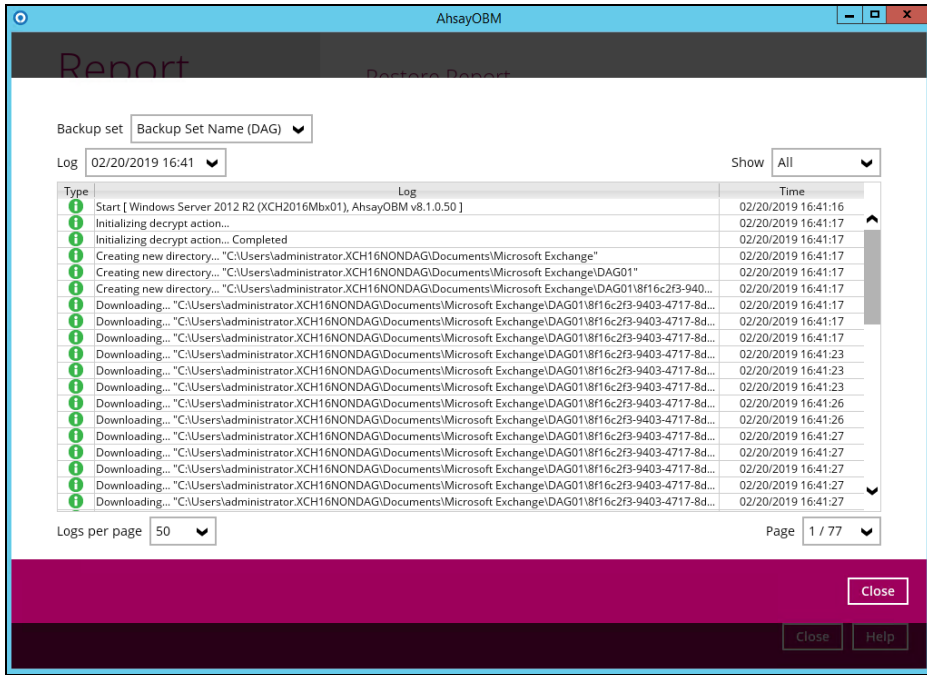 AhsayOBM
Report
Restore Report
Backup set Backup Set Name (DAG)
Log 02/20/2019 16:41 Show All
Type Log Time
Start [ Windows Server 2012 R2 (XCH2016Mbx01), AhsayOBM v8.1.0.50 ] 02/20/2019 16:41:16
Initializing decrypt action... 02/20/2019 16:41:17
Initializing decrypt action... Completed 02/20/2019 16:41:17
Creating new directory... "C:\Users\administrator.XCH16NONDAG\Documents\Microsoft Exchange" 02/20/2019 16:41:17
Creating new directory... "C:\Users\administrator.XCH16NONDAG\Documents\Microsoft Exchange\DAG01" 02/20/2019 16:41:17
Creating new directory... "C:\Users\administrator.XCH16NONDAG\Documents\Microsoft Exchange\DAG01\8f16c2f3-940... 02/20/2019 16:41:17
Downloading... "C:\Users\administrator.XCH16NONDAG\Documents\Microsoft Exchange\DAG01\8f16c2f3-9403-4717-8d... 02/20/2019 16:41:17
Downloading... "C:\Users\administrator.XCH16NONDAG\Documents\Microsoft Exchange\DAG01\8f16c2f3-9403-4717-8d... 02/20/2019 16:41:17
Downloading... "C:\Users\administrator.XCH16NONDAG\Documents\Microsoft Exchange\DAG01\8f16c2f3-9403-4717-8d... 02/20/2019 16:41:17
Downloading... "C:\Users\administrator.XCH16NONDAG\Documents\Microsoft Exchange\DAG01\8f16c2f3-9403-4717-8d... 02/20/2019 16:41:23
Downloading... "C:\Users\administrator.XCH16NONDAG\Documents\Microsoft Exchange\DAG01\8f16c2f3-9403-4717-8d... 02/20/2019 16:41:23
Downloading... "C:\Users\administrator.XCH16NONDAG\Documents\Microsoft Exchange\DAG01\8f16c2f3-9403-4717-8d... 02/20/2019 16:41:23
Downloading... "C:\Users\administrator.XCH16NONDAG\Documents\Microsoft Exchange\DAG01\8f16c2f3-9403-4717-8d... 02/20/2019 16:41:26
Downloading... "C:\Users\administrator.XCH16NONDAG\Documents\Microsoft Exchange\DAG01\8f16c2f3-9403-4717-8d... 02/20/2019 16:41:26
Downloading... "C:\Users\administrator.XCH16NONDAG\Documents\Microsoft Exchange\DAG01\8f16c2f3-9403-4717-8d... 02/20/2019 16:41:27
Downloading... "C:\Users\administrator.XCH16NONDAG\Documents\Microsoft Exchange\DAG01\8f16c2f3-9403-4717-8d... 02/20/2019 16:41:27
Downloading... "C:\Users\administrator.XCH16NONDAG\Documents\Microsoft Exchange\DAG01\8f16c2f3-9403-4717-8d... 02/20/2019 16:41:27
Downloading... "C:\Users\administrator.XCH16NONDAG\Documents\Microsoft Exchange\DAG01\8f16c2f3-9403-4717-8d... 02/20/2019 16:41:27
Downloading... "C:\Users\administrator.XCH16NONDAG\Documents\Microsoft Exchange\DAG01\8f16c2f3-9403-4717-8d... 02/20/2019 16:41:27
Logs per page 50 Page 1 / 77
Close
Close Help